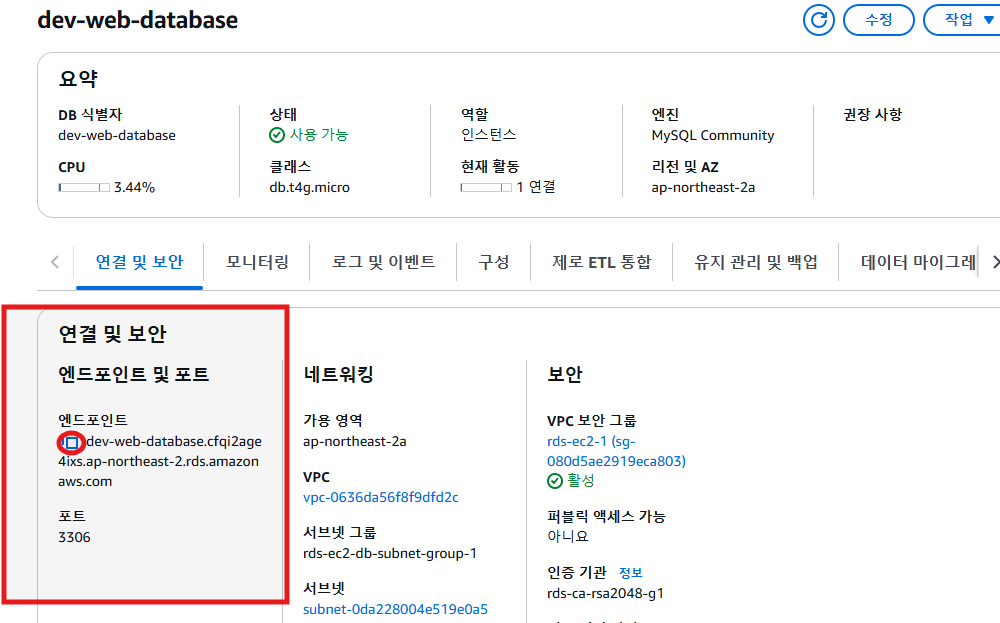 dev-web-database
수정
작업
요약
DB 식별자
dev-web-database
상태
사용 가능
역할
인스턴스
엔진
MySQL Community
권장 사항
CPU
3.44%
클래스
db.t4g.micro
현재 활동
1 연결
리전 및 AZ
ap-northeast-2a
연결 및 보안
모니터링
로그 및 이벤트
구성
제로 ETL 통합
유지 관리 및 백업
데이터 마이그레
연결 및 보안
엔드포인트 및 포트
엔드포인트
dev-web-database.cfqi2age
4ixs.ap-northeast-2.rds.amazon
aws.com
포트
3306
네트워킹
가용 영역
ap-northeast-2a
VPC
vpc-0636da56f8f9dfd2c
서브넷 그룹
rds-ec2-db-subnet-group-1
서브넷
subnet-0da228004e519e0a5
보안
VPC 보안 그룹
rds-ec2-1 (sg-
080d5ae2919eca803)
활성
퍼블릭 액세스 가능
아니요
인증 기관 정보
rds-ca-rsa2048-g1